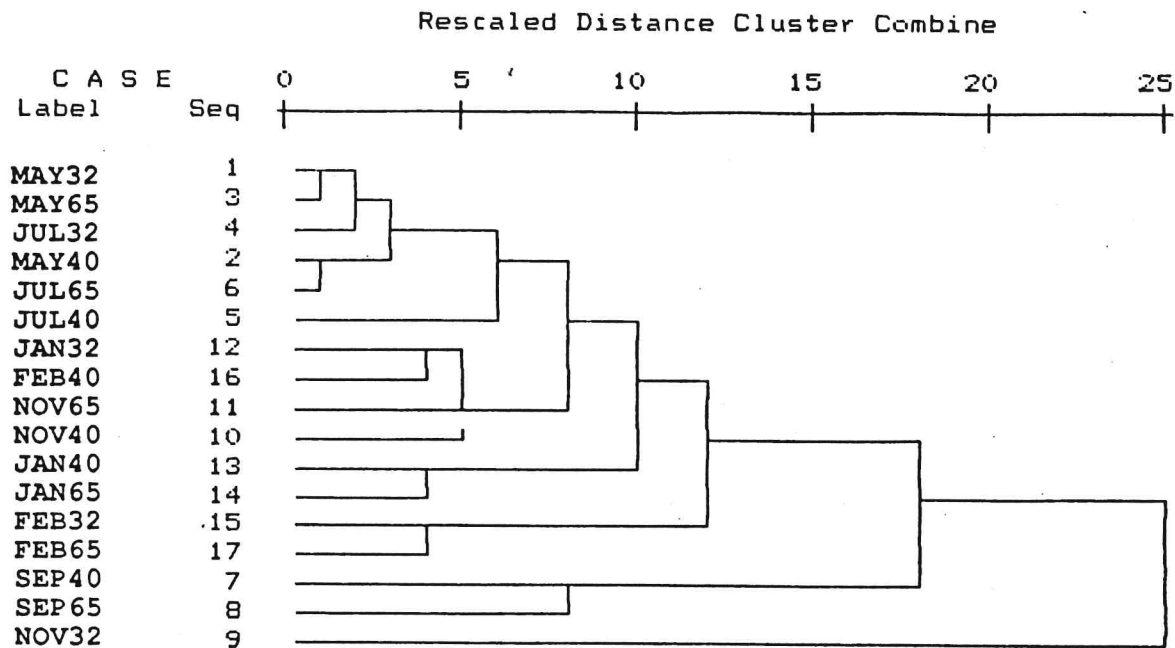 Rescaled Distance Cluster Combine
C A S E 0 5 10 15 20 25
Label Seq
MAY32 1
MAY65 3
JUL32 4
MAY40 2
JUL65 6
JUL40 5
JAN32 12
FEB40 16
NOV65 11
NOV40 10
JAN40 13
JAN65 14
FEB32 15
FEB65 17
SEP40 7
SEP65 8
NOV32 9